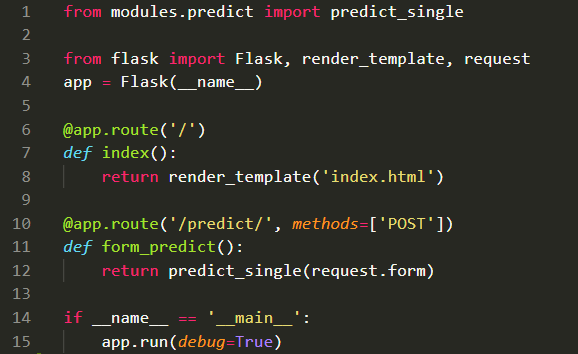 1 from modules.predict import predict_single
2
3 from flask import Flask, render_template, request
4 app = Flask(__name__)
5
6 @app.route('/')
7 def index():
8     return render_template('index.html')
9
10 @app.route('/predict/', methods=['POST'])
11 def form_predict():
12     return predict_single(request.form)
13
14 if __name__ == '__main__':
15     app.run(debug=True)